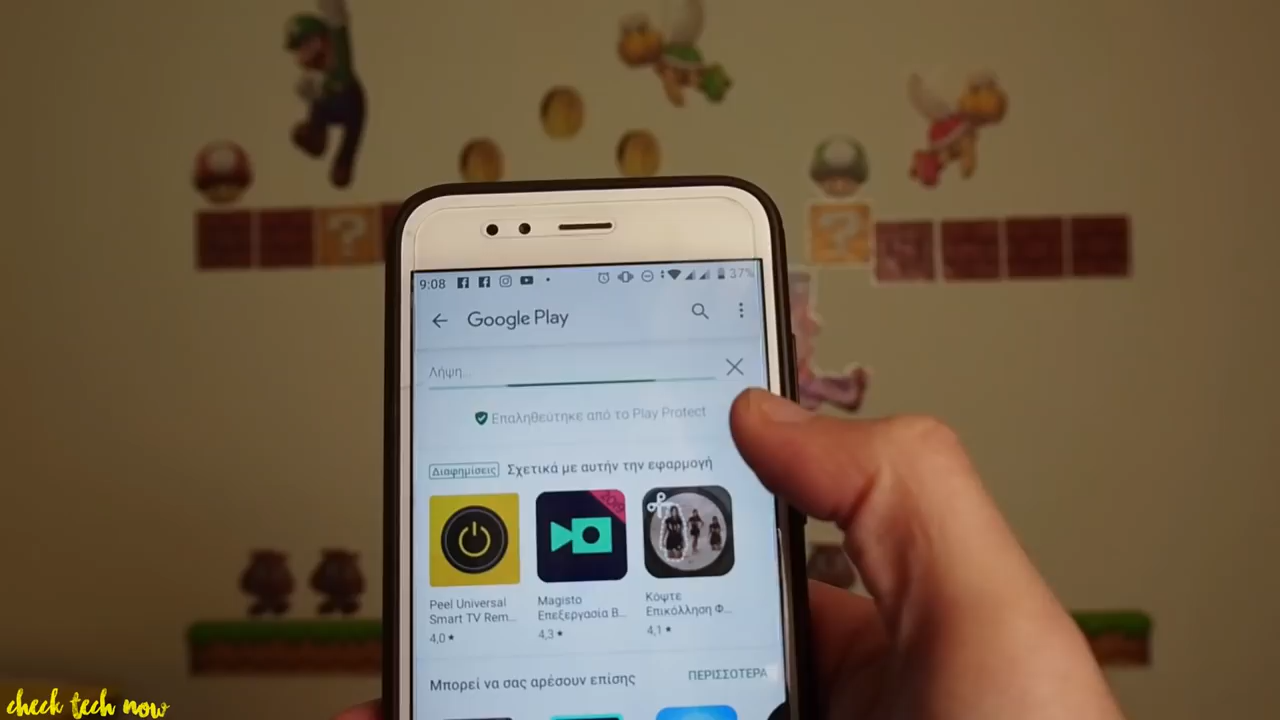 9:08
37%
Google Play
Λήψη...
Επαληθεύτηκε από το Play Protect
Διαφημίσεις Σχετικά με αυτήν την εφαρμογή
Peel Universal
Smart TV Rem...
4,0★
Magisto
Επεξεργασία Β...
4,3★
Κόψτε
Επικόλληση Φ...
4,1★
Μπορεί να σας αρέσουν επίσης
ΠΕΡΙΣΣΟΤΕΡΑ
check tech now